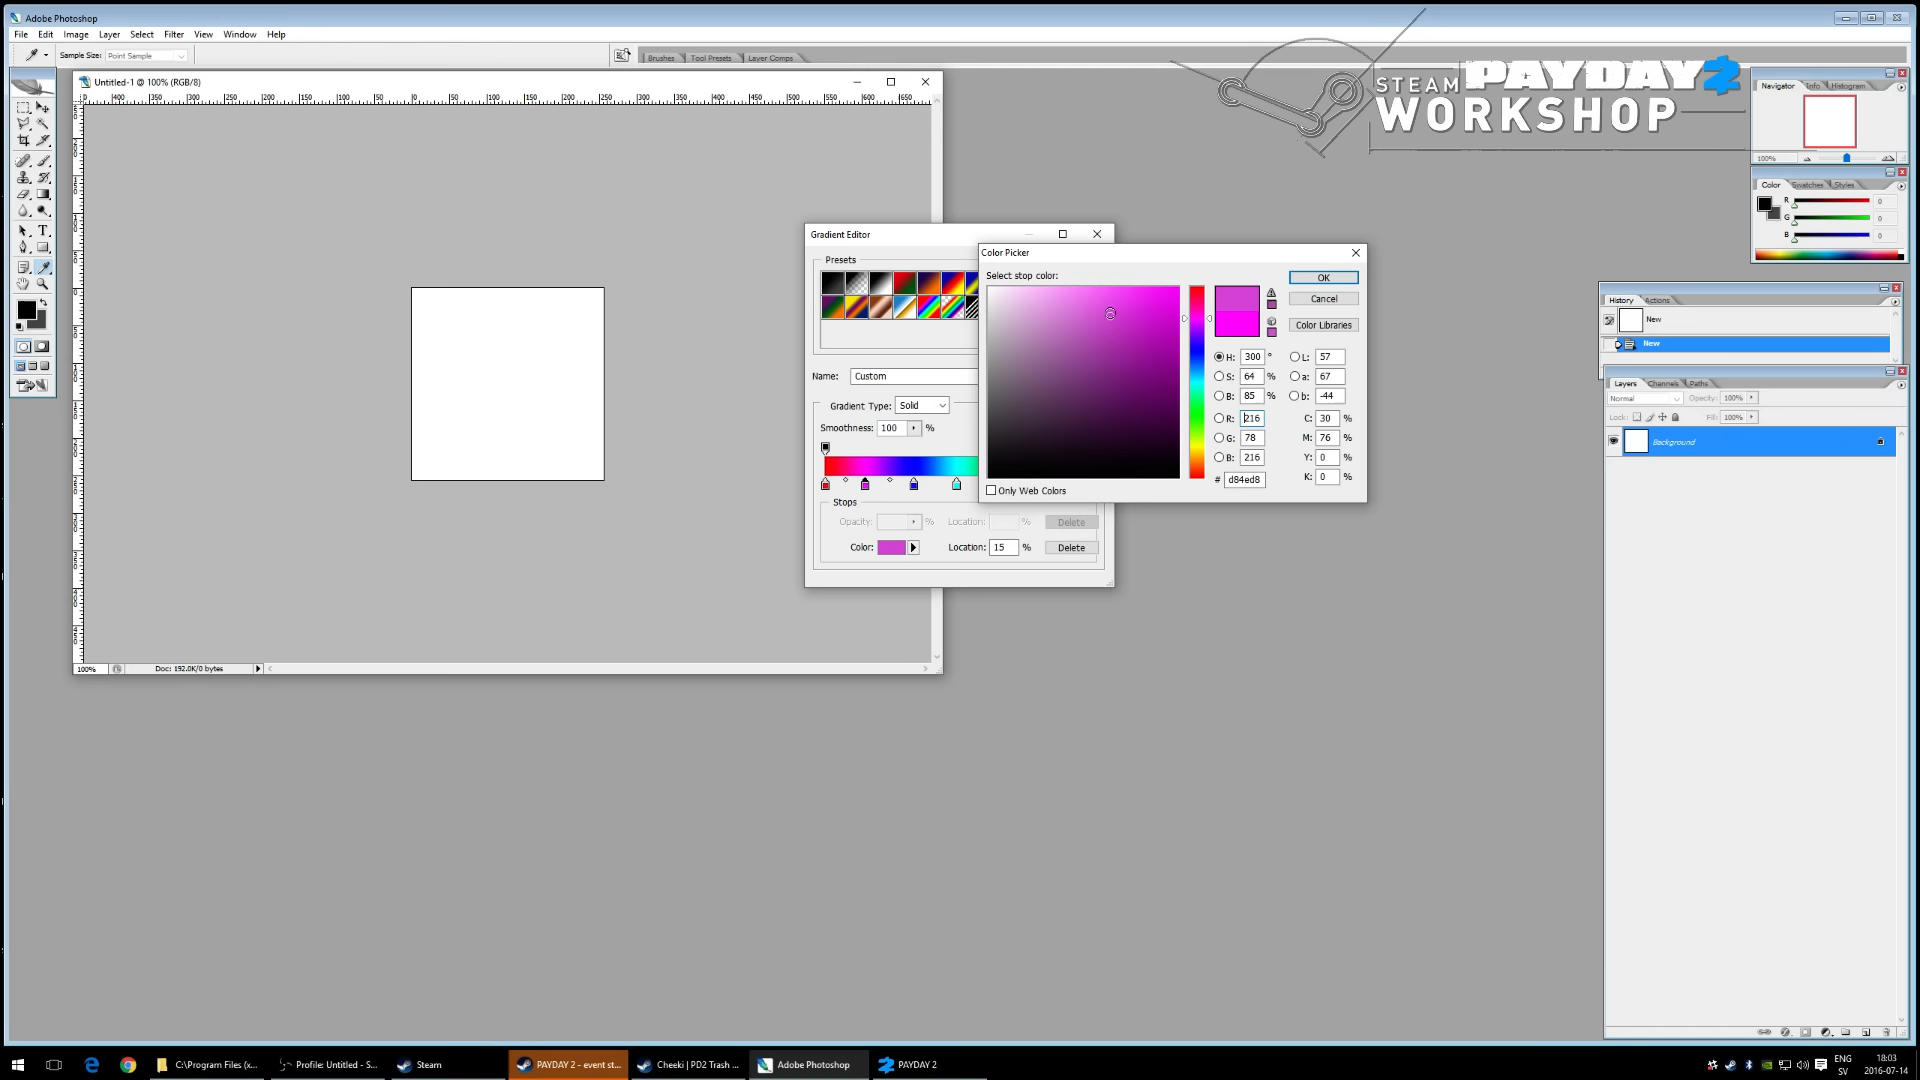 Adobe Photoshop
File Edit Image Layer Select Filter View Window Help
Sample Size: Point Sample
Brushes Tool Presets Layer Comps
STEAM PAYDAY 2
WORKSHOP
Untitled-1 @ 100% (RGB/8)
Navigator Info Histogram
100%
Color Swatches Styles
R 0
G 0
B 0
Gradient Editor
Presets
Name: Custom
Gradient Type: Solid
Smoothness: 100 %
Stops
Opacity: % Location: % Delete
Color: Location: 15 % Delete
Color Picker
Select stop color:
OK
Cancel
Color Libraries
H: 300 ° L: 57
S: 64 % a: 67
B: 85 % b: -44
R: 216 C: 30 %
G: 78 M: 76 %
B: 216 Y: 0 %
# d84ed8 K: 0 %
Only Web Colors
History Actions
New
New
Layers Channels Paths
Normal Opacity: 100%
Lock: Fill: 100%
Background
100% Doc: 192.0K/0 bytes
C:\Program Files (x... Profile: Untitled - S... Steam PAYDAY 2 - event st... Cheeki | PD2 Trash ... Adobe Photoshop PAYDAY 2
ENG 18:03
SV 2016-07-14